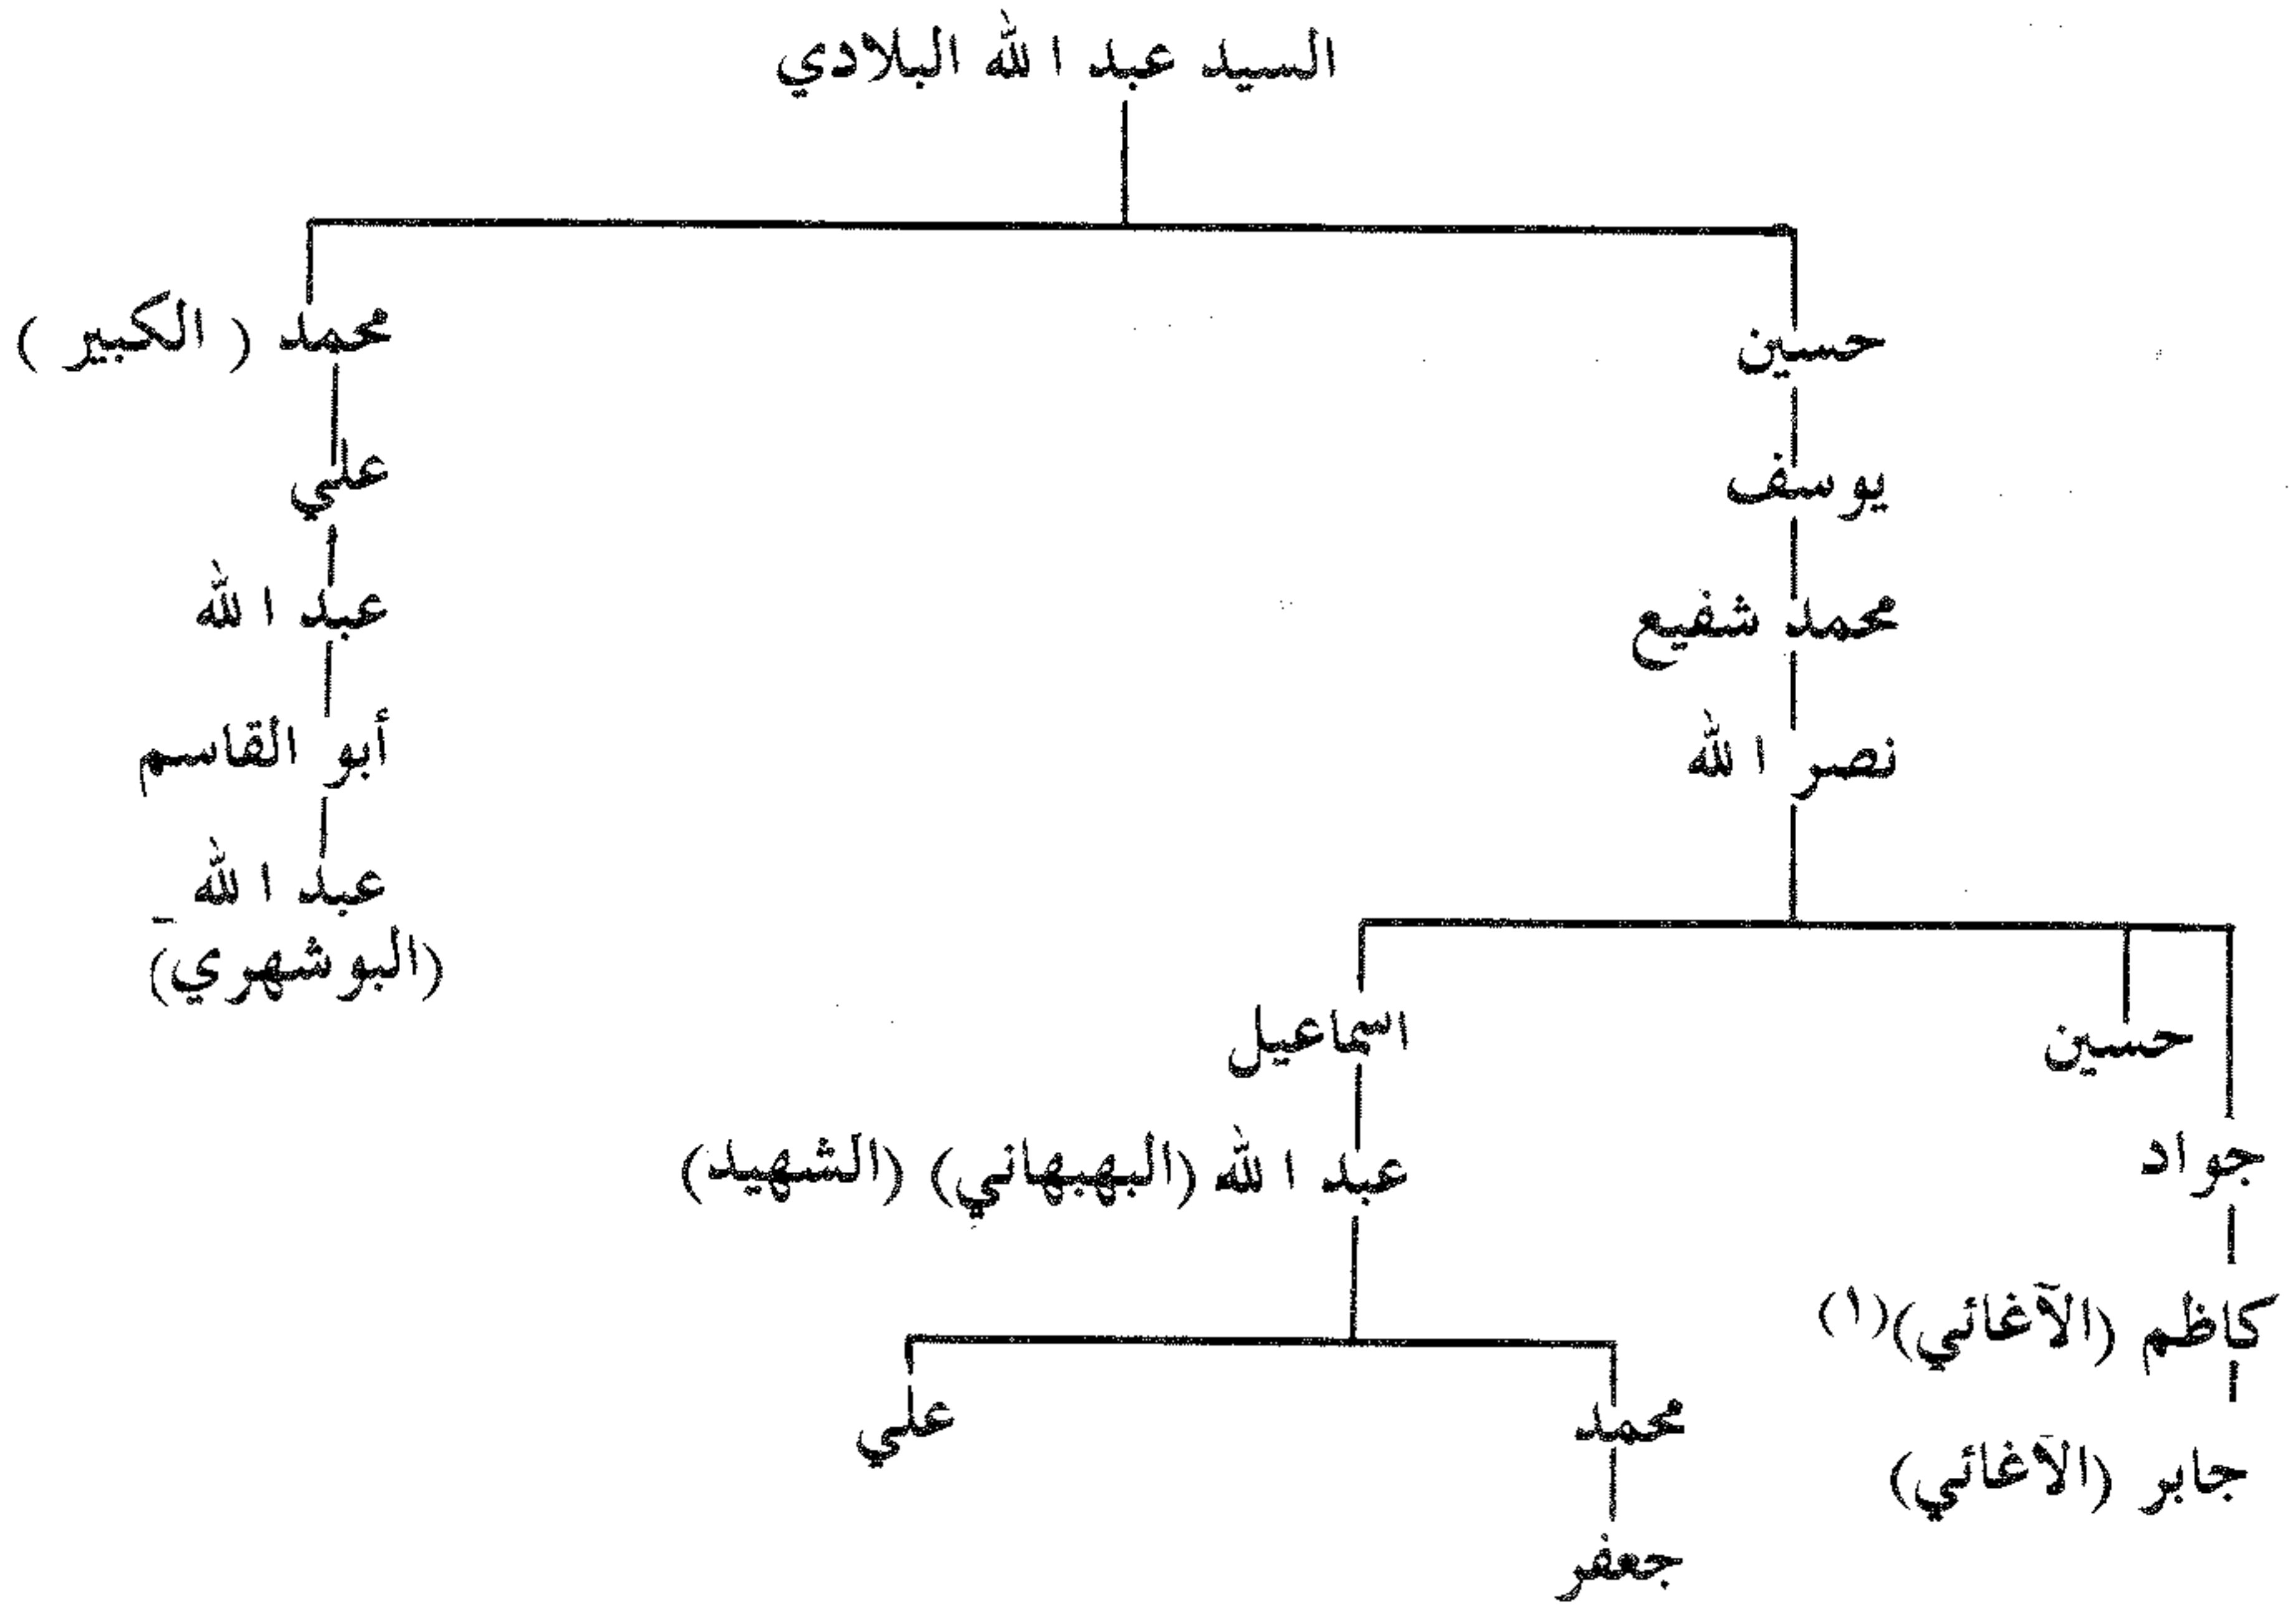 السيد عبد الله البلادي
حسين
محمد (الكبير)
يوسف
علي
محمد شفيع
عبد الله
نصر الله
أبو القاسم
عبد الله
(البوشهري)
حسين
اسماعيل
جواد
عبد الله (البهبهاني) (الشهيد)
كاظم (الآغائي)(١)
محمد
علي
جابر (الآغائي)
جعفر